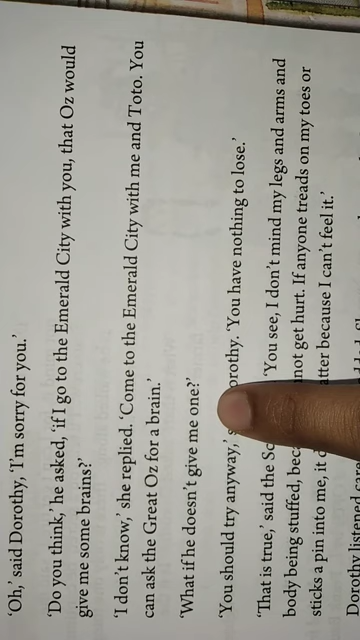 'Oh,' said Dorothy, 'I'm sorry for you.'
'Do you think,' he asked, 'if I go to the Emerald City with you, that Oz would
give me some brains?'
'I don't know,' she replied. 'Come to the Emerald City with me and Toto. You
can ask the Great Oz for a brain.'
'What if he doesn't give me one?'
'You should try anyway,' orothy. 'You have nothing to lose.'
'That is true,' said the Sc 'You see, I don't mind my legs and arms and
body being stuffed, bec not get hurt. If anyone treads on my toes or
sticks a pin into me, it atter because I can't feel it.'
Dorothy listened